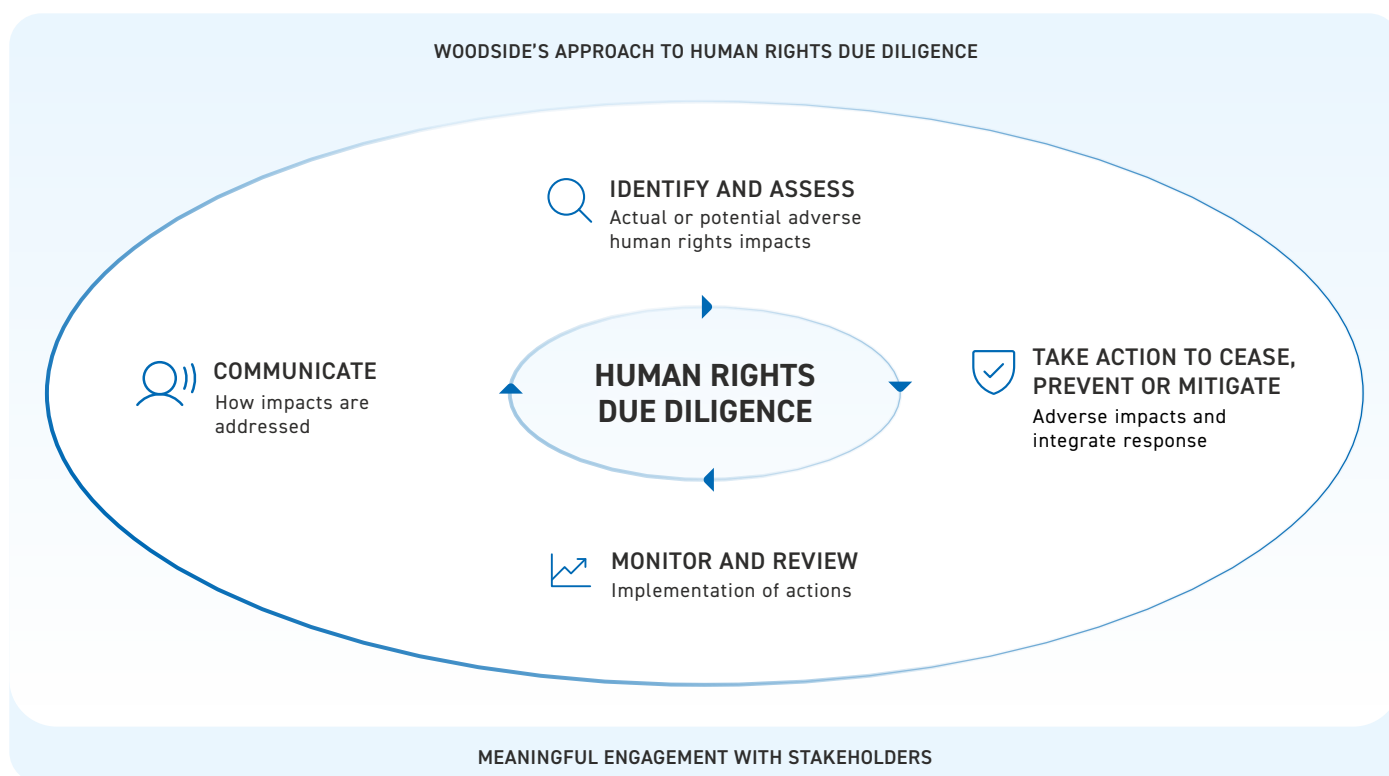 WOODSIDE’S APPROACH TO HUMAN RIGHTS DUE DILIGENCE
IDENTIFY AND ASSESS
Actual or potential adverse
human rights impacts
TAKE ACTION TO CEASE,
PREVENT OR MITIGATE
Adverse impacts and
integrate response
MONITOR AND REVIEW
Implementation of actions
COMMUNICATE
How impacts are
addressed
HUMAN RIGHTS
DUE DILIGENCE
MEANINGFUL ENGAGEMENT WITH STAKEHOLDERS